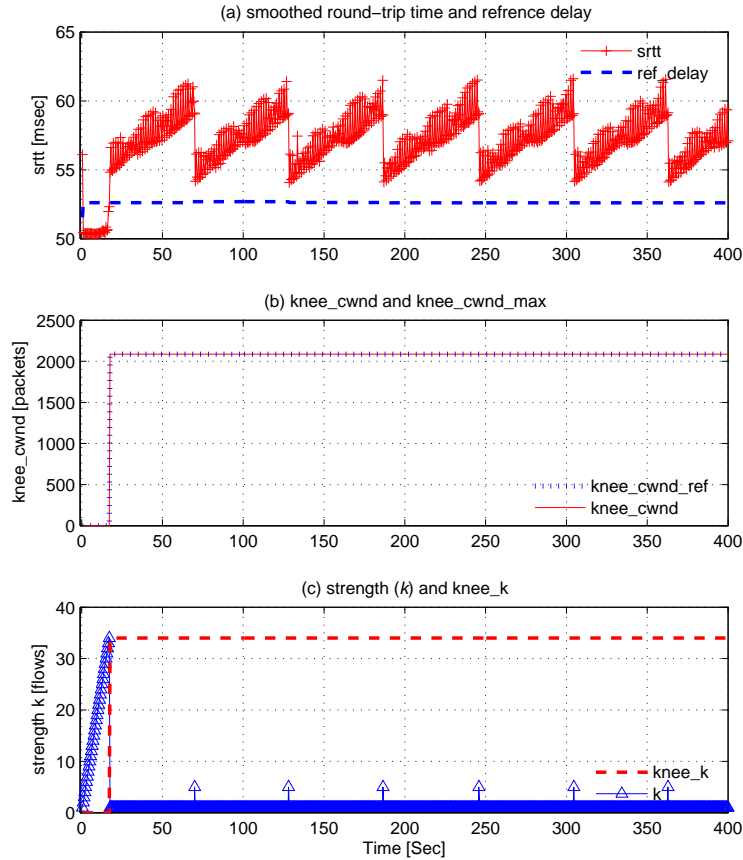 (a) smoothed round−trip time and refrence delay
65
60
55
50
srtt [msec]
srtt
ref_delay
0 50 100 150 200 250 300 350 400
(b) knee_cwnd and knee_cwnd_max
2500
2000
1500
1000
500
0
knee_cwnd [packets]
knee_cwnd_ref
knee_cwnd
0 50 100 150 200 250 300 350 400
(c) strength (k) and knee_k
40
30
20
10
0
strength k [flows]
knee_k
k
0 50 100 150 200 250 300 350 400
Time [Sec]